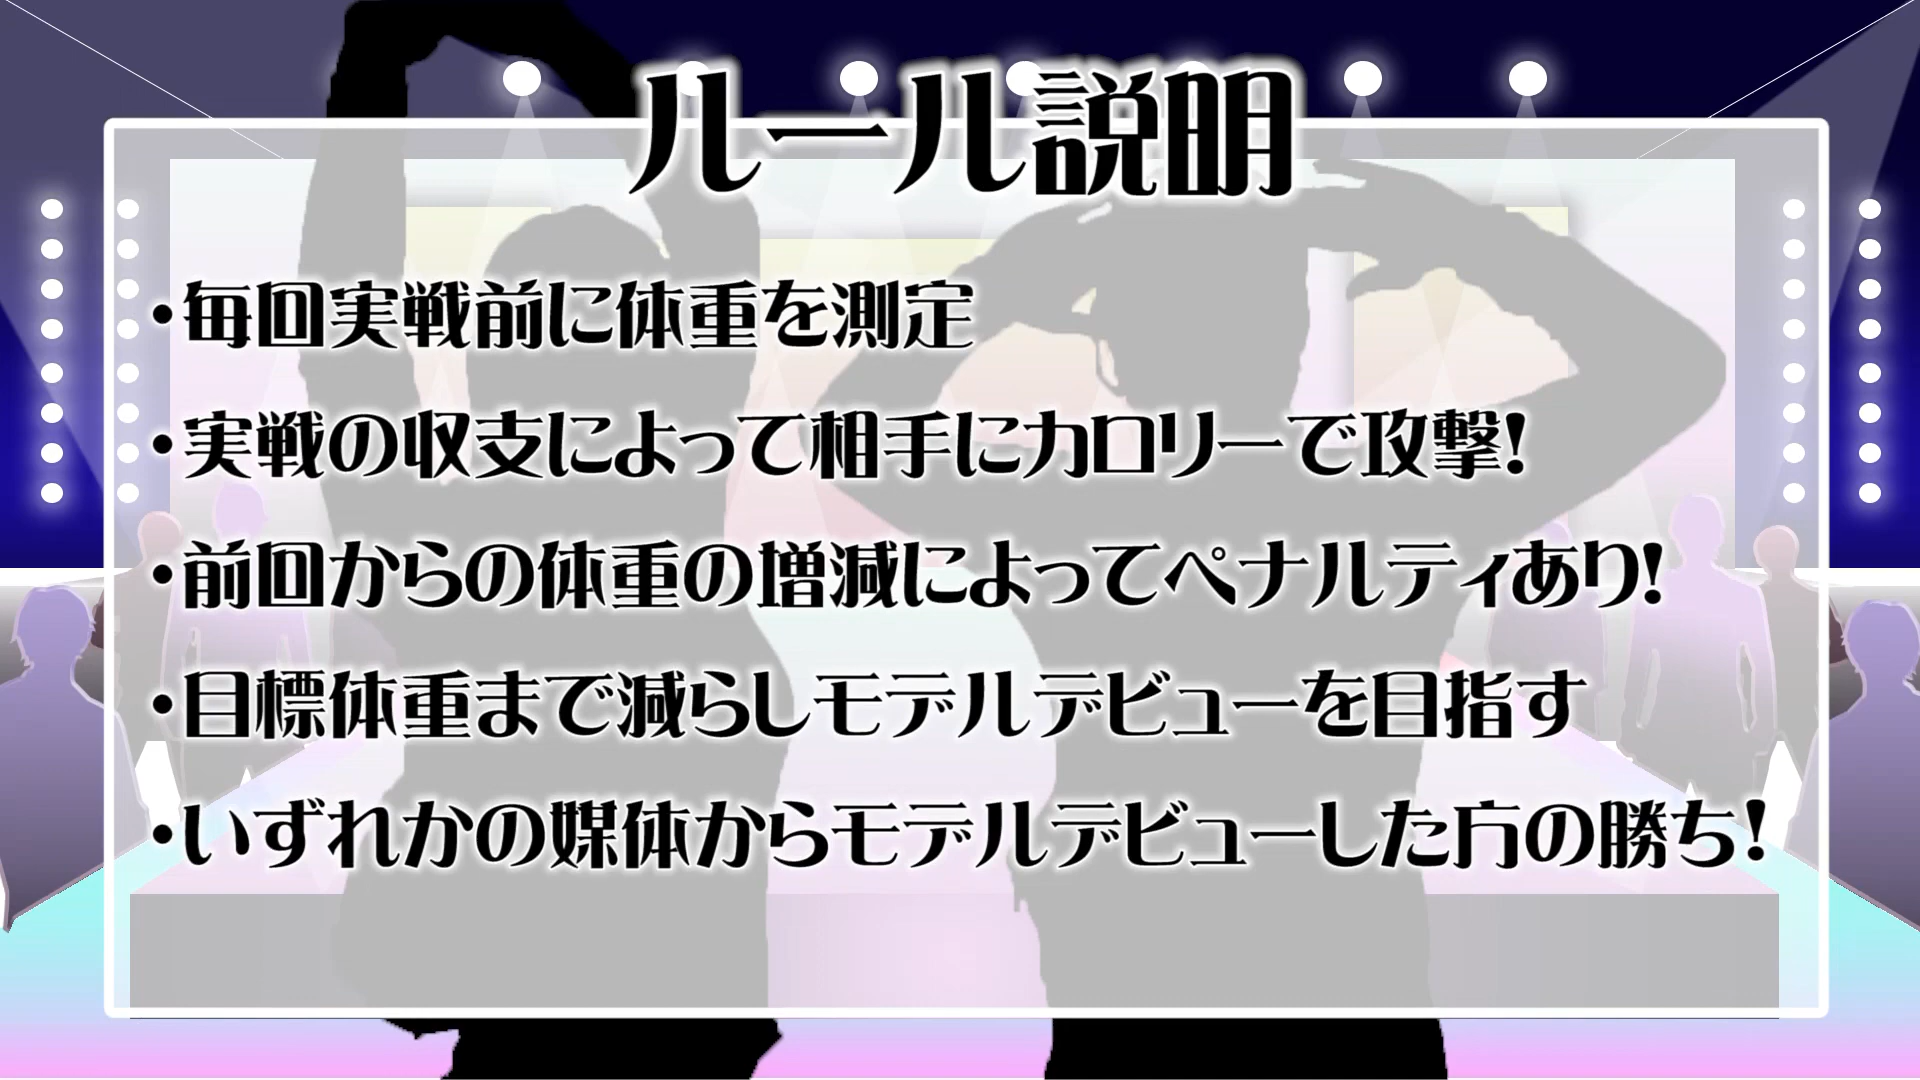 ルール説明
・毎回実戦前に体重を測定
・実戦の収支によって相手にカロリーで攻撃!
・前回からの体重の増減によってペナルティあり!
・目標体重まで減らしモデルデビューを目指す
・いずれかの媒体からモデルデビューした方の勝ち!